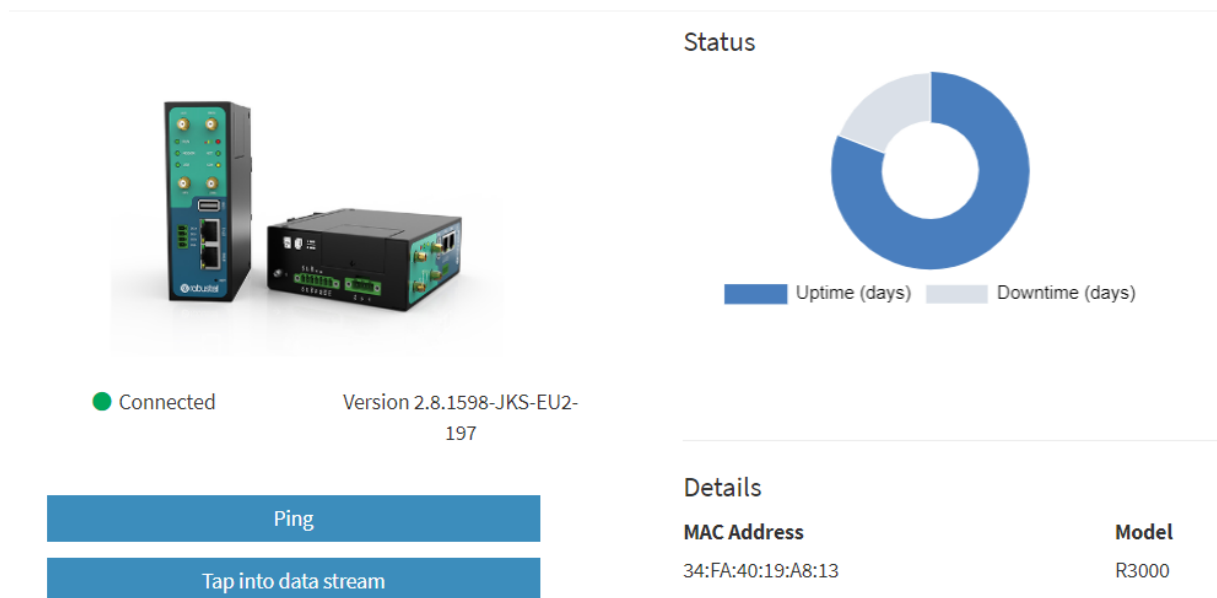 Status
robustel
Uptime (days) Downtime (days)
Connected
Version 2.8.1598-JKS-EU2-
197
Ping
Tap into data stream
Details
MAC Address Model
34:FA:40:19:A8:13 R3000